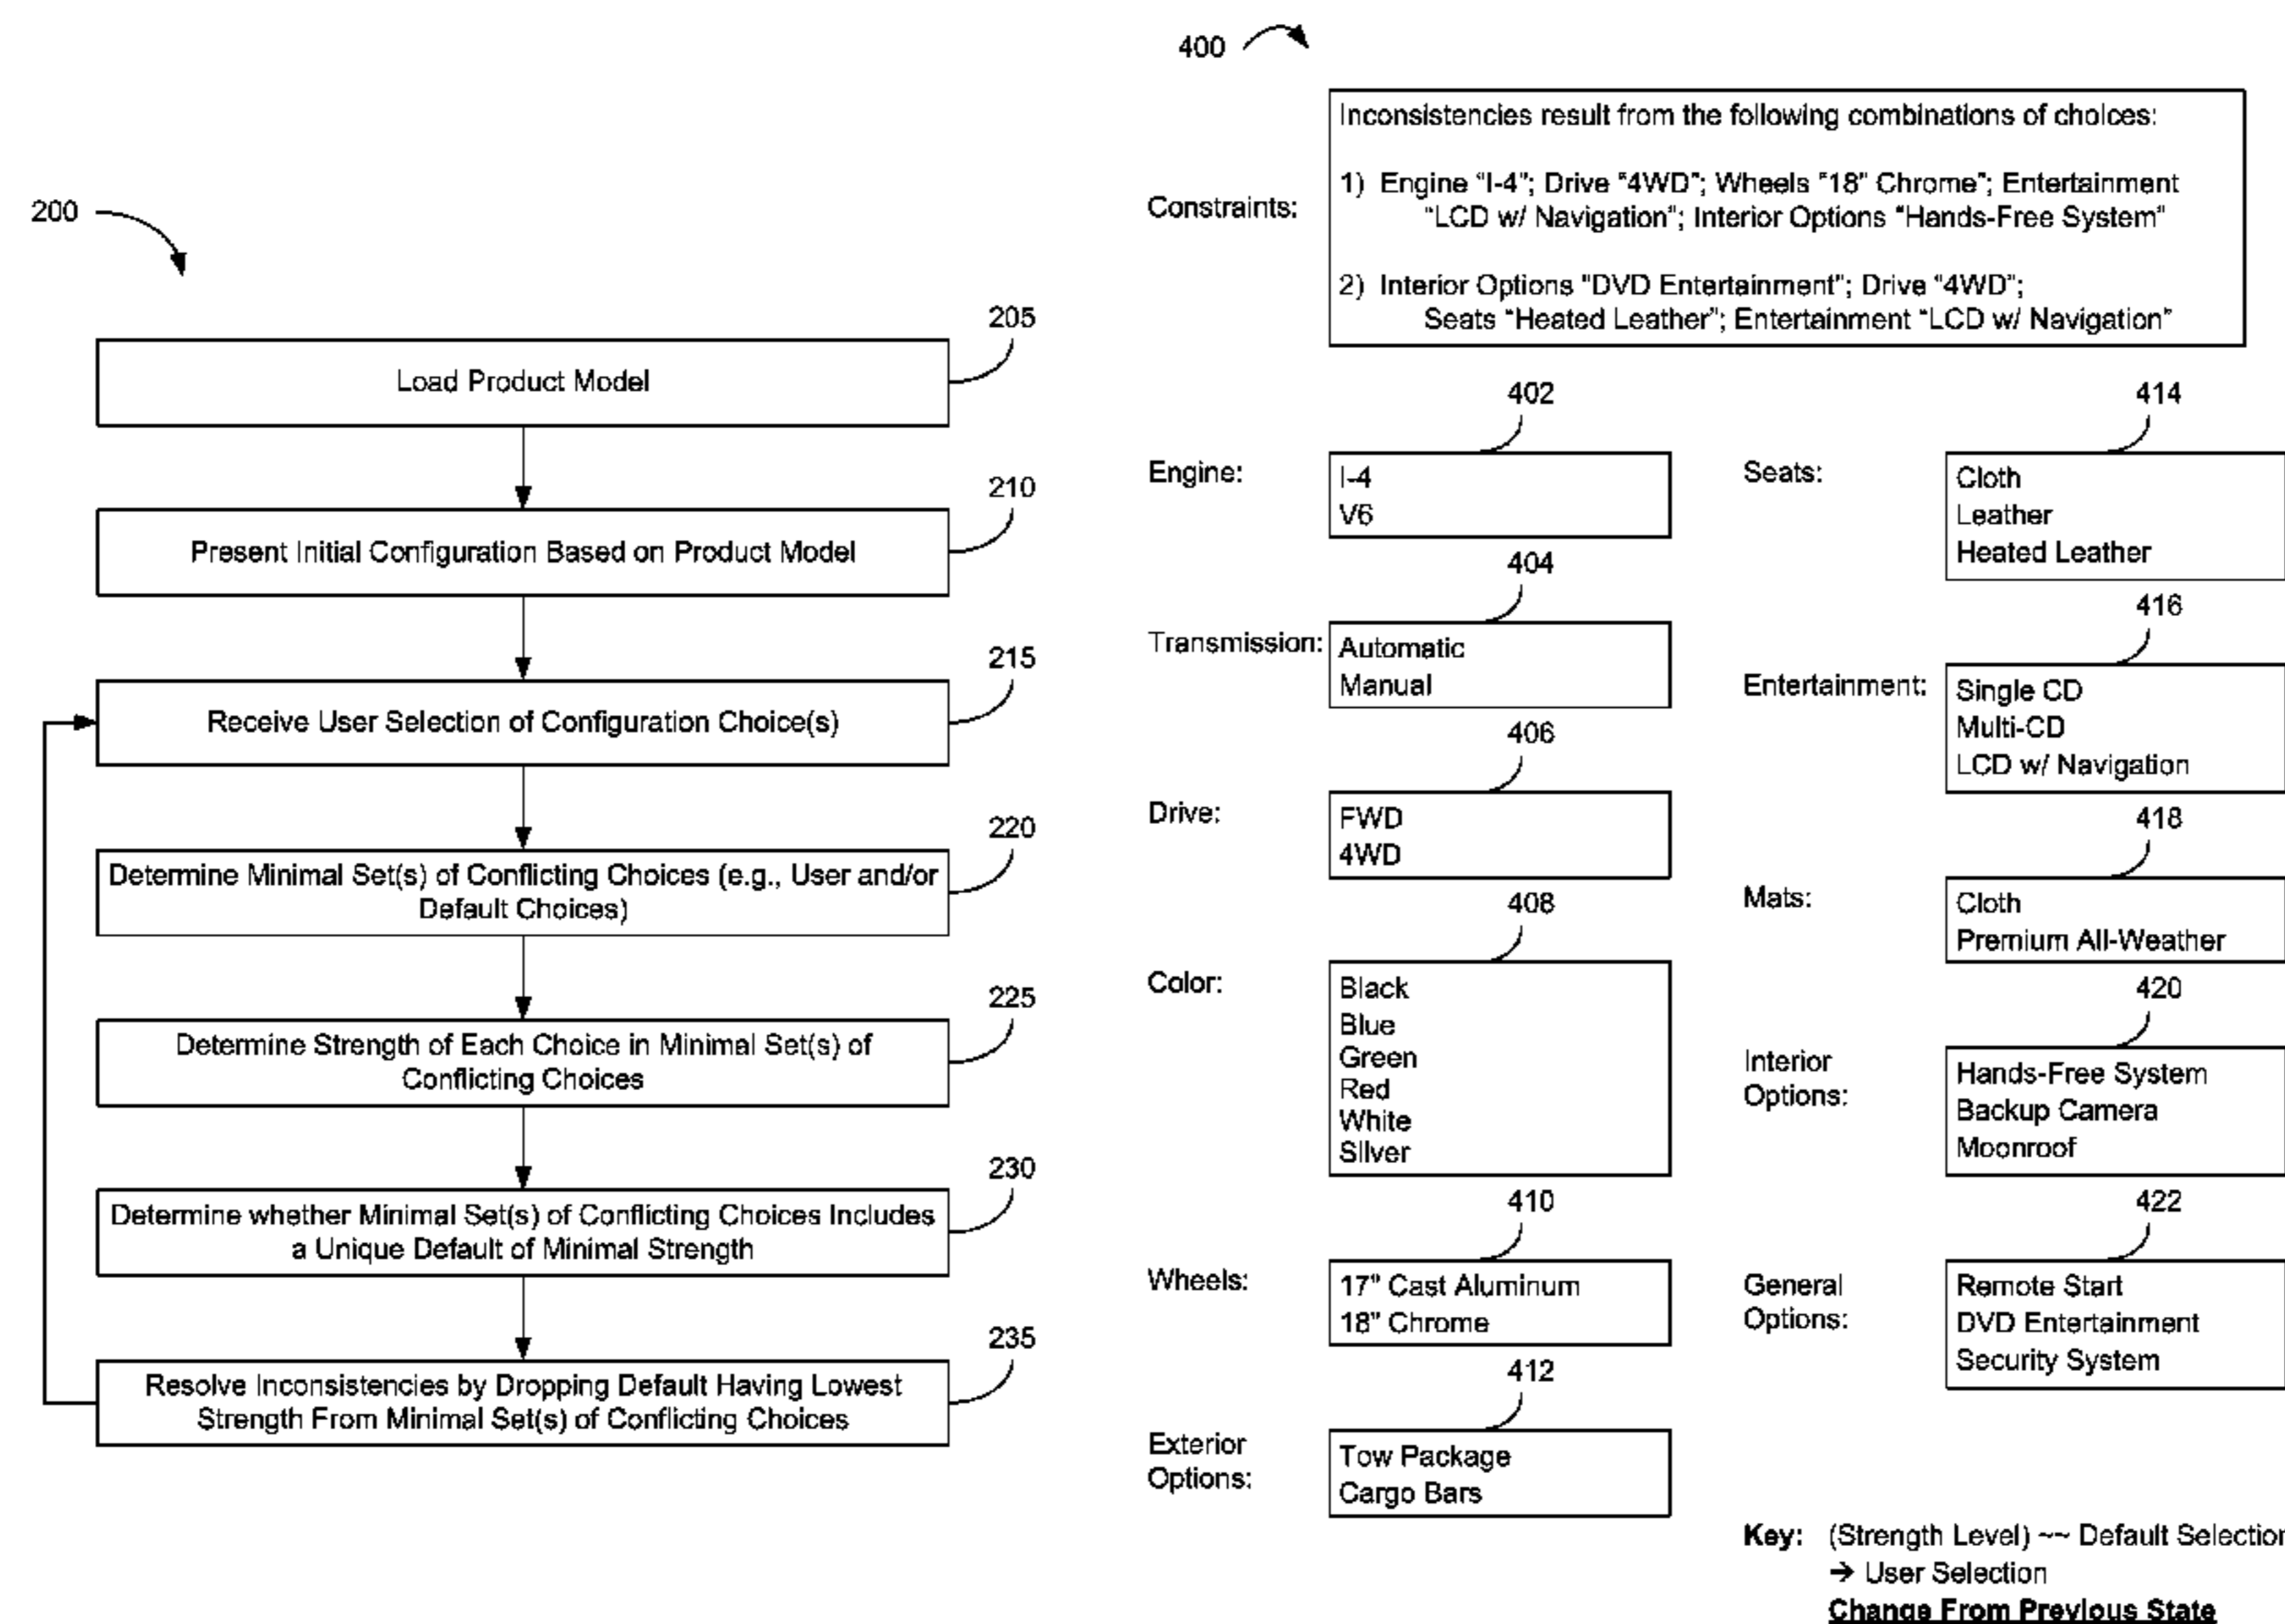 200
205
Load Product Model
210
Present Initial Configuration Based on Product Model
215
Receive User Selection of Configuration Choice(s)
220
Determine Minimal Set(s) of Conflicting Choices (e.g., User and/or
Default Choices)
225
Determine Strength of Each Choice in Minimal Set(s) of
Conflicting Choices
230
Determine whether Minimal Set(s) of Conflicting Choices Includes
a Unique Default of Minimal Strength
235
Resolve Inconsistencies by Dropping Default Having Lowest
Strength From Minimal Set(s) of Conflicting Choices
400
Constraints:
Inconsistencies result from the following combinations of choices:
1) Engine "I-4"; Drive "4WD"; Wheels "18" Chrome"; Entertainment
"LCD w/ Navigation"; Interior Options "Hands-Free System"
2) Interior Options "DVD Entertainment"; Drive "4WD";
Seats "Heated Leather"; Entertainment "LCD w/ Navigation"
402
Engine:
I-4
V6
404
Transmission:
Automatic
Manual
406
Drive:
FWD
4WD
408
Color:
Black
Blue
Green
Red
White
Silver
410
Wheels:
17" Cast Aluminum
18" Chrome
412
Exterior
Options:
Tow Package
Cargo Bars
414
Seats:
Cloth
Leather
Heated Leather
416
Entertainment:
Single CD
Multi-CD
LCD w/ Navigation
418
Mats:
Cloth
Premium All-Weather
420
Interior
Options:
Hands-Free System
Backup Camera
Moonroof
422
General
Options:
Remote Start
DVD Entertainment
Security System
Key: (Strength Level) ~~ Default Selection
→ User Selection
Change From Previous State